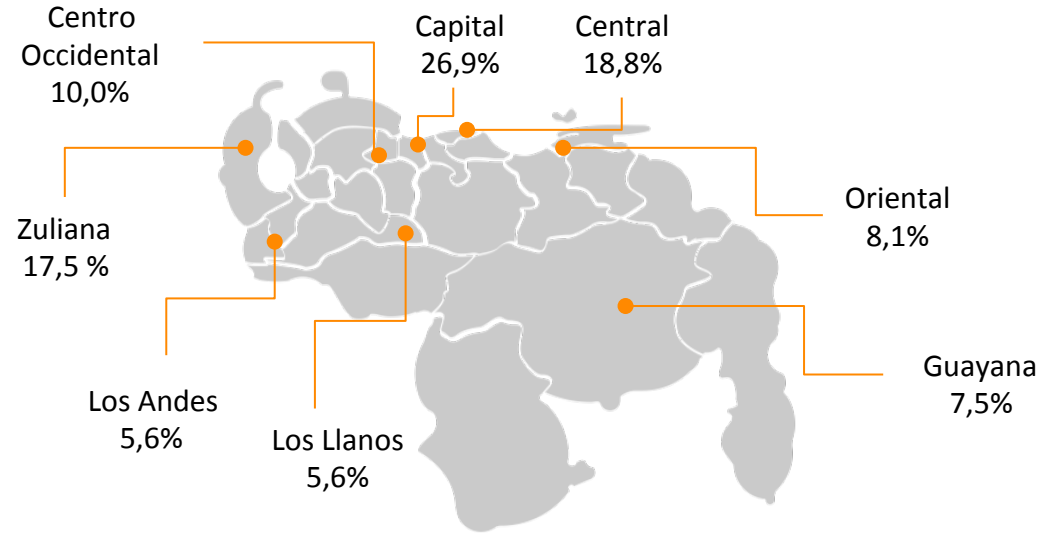 Centro
Occidental
10,0%
Capital
26,9%
Central
18,8%
Zuliana
17,5 %
Oriental
8,1%
Los Andes
5,6%
Los Llanos
5,6%
Guayana
7,5%